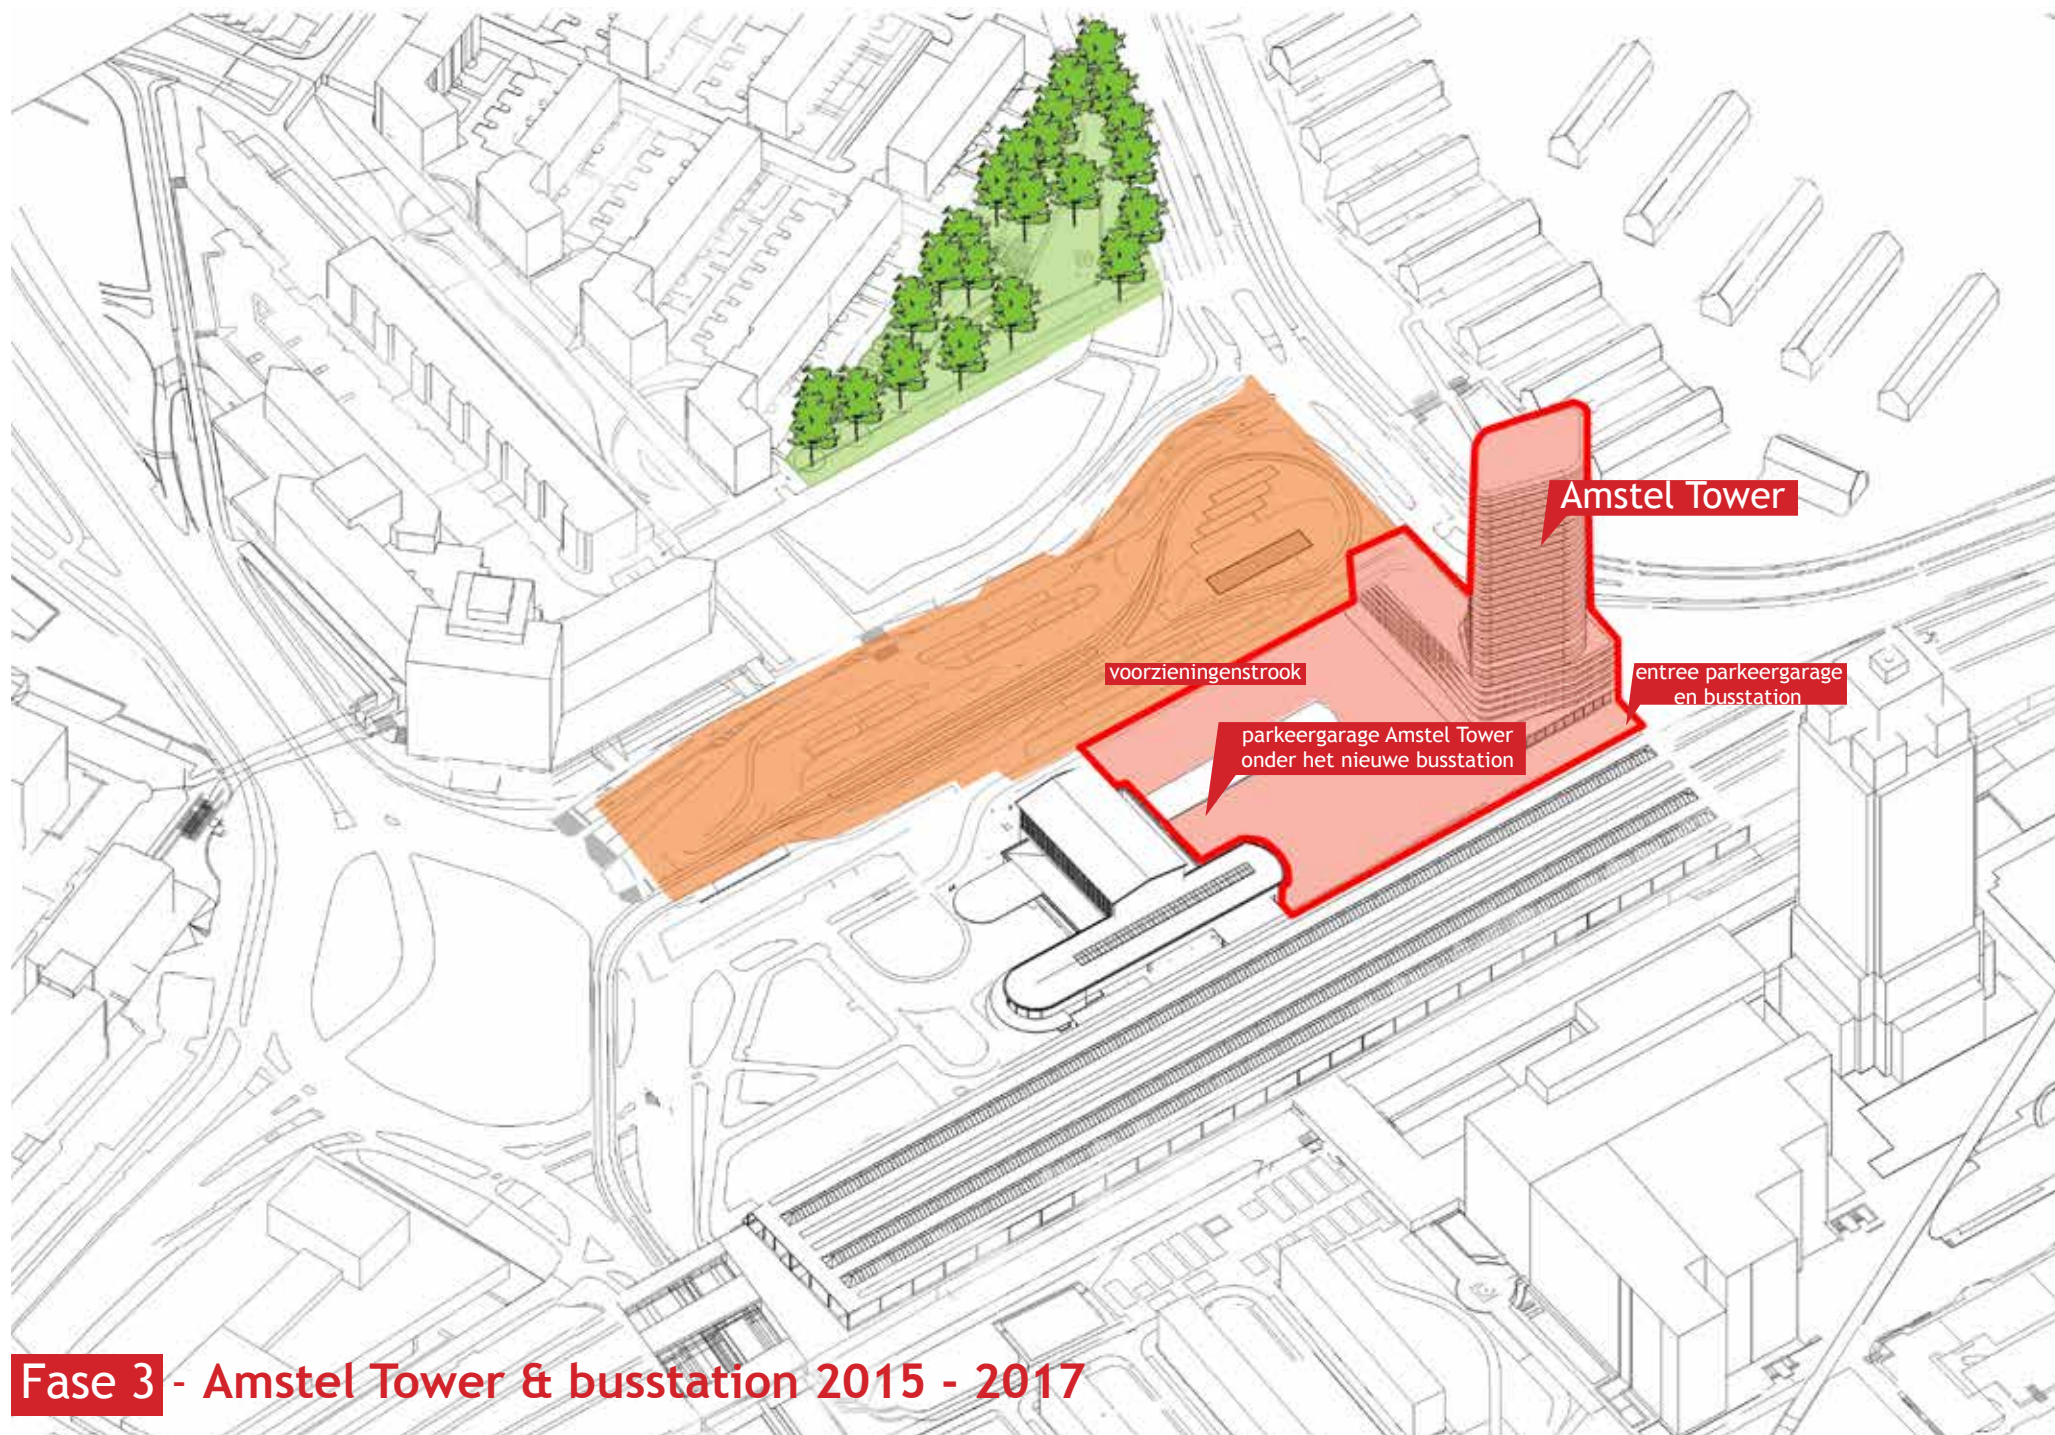 Amstel Tower
voorzieningenstrook
entree parkeergarage
en busstation
parkeergarage Amstel Tower
onder het nieuwe busstation
Fase 3 - Amstel Tower & busstation 2015 - 2017